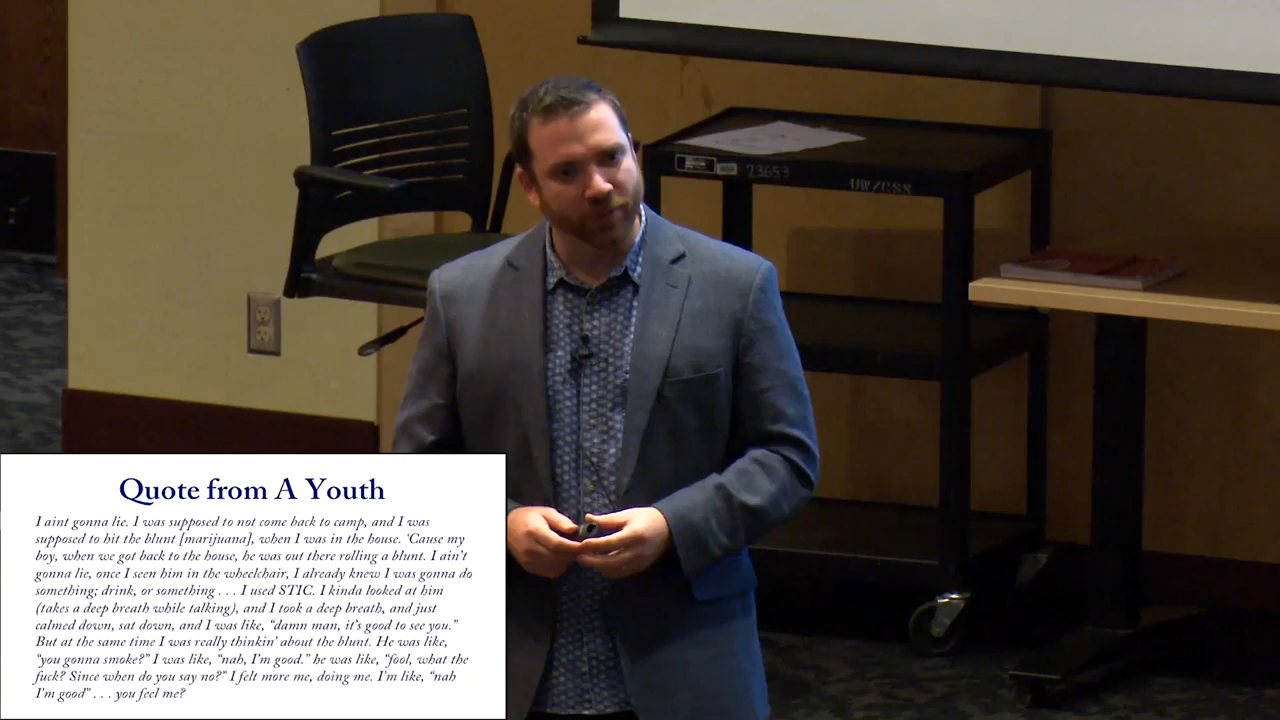 23653
UW/CSS
Quote from A Youth
I aint gonna lie. I was supposed to not come back to camp, and I was
supposed to hit the blunt [marijuana], when I was in the house. ‘Cause my
boy, when we got back to the house, he was out there rolling a blunt. I ain’t
gonna lie, once I seen him in the wheelchair, I already knew I was gonna do
something; drink, or something . . . I used STIC. I kinda looked at him
(takes a deep breath while talking), and I took a deep breath, and just
calmed down, sat down, and I was like, “damn man, it’s good to see you.”
But at the same time I was really thinkin’ about the blunt. He was like,
“you gonna smoke?” I was like, “nah, I’m good.” he was like, “fool, what the
fuck? Since when do you say no?” I felt more me, doing me. I’m like, “nah
I’m good” . . . you feel me?